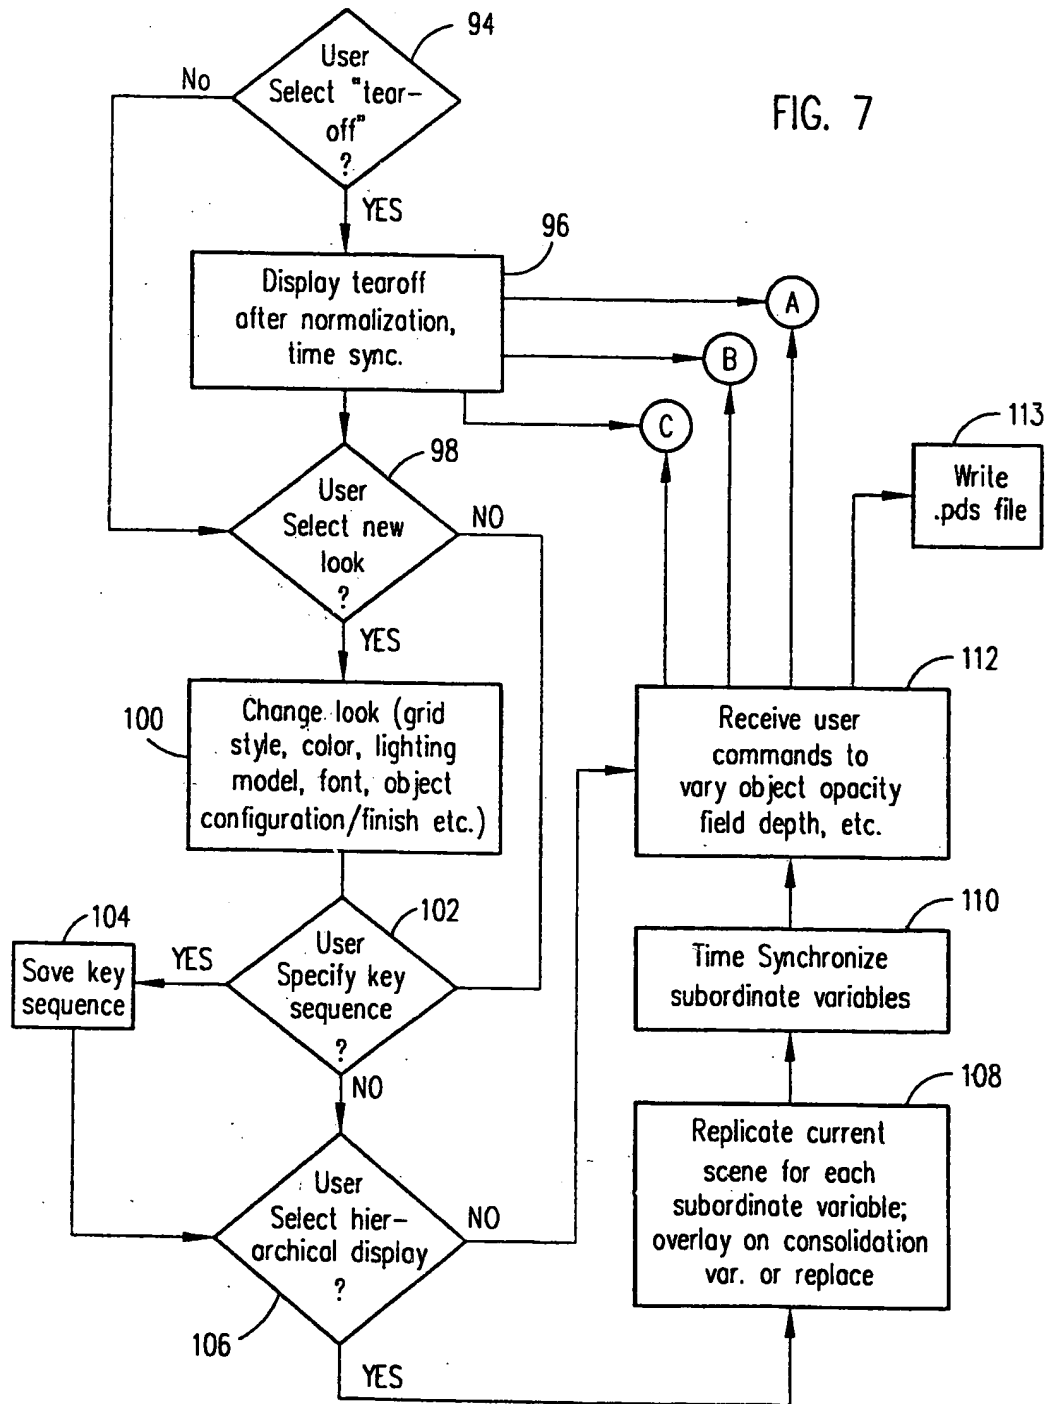 94
User
Select "tear-
off"
?
No
YES
FIG. 7
96
Display tearoff
after normalization,
time sync.
A
B
C
98
User
Select new
look
?
NO
YES
113
Write
.pds file
100
Change look (grid
style, color, lighting
model, font, object
configuration/finish etc.)
112
Receive user
commands to
vary object opacity
field depth, etc.
104
Save key
sequence
YES
102
User
Specify key
sequence
?
NO
110
Time Synchronize
subordinate variables
108
Replicate current
scene for each
subordinate variable;
overlay on consolidation
var. or replace
User
Select hier-
archical display
?
NO
106
YES